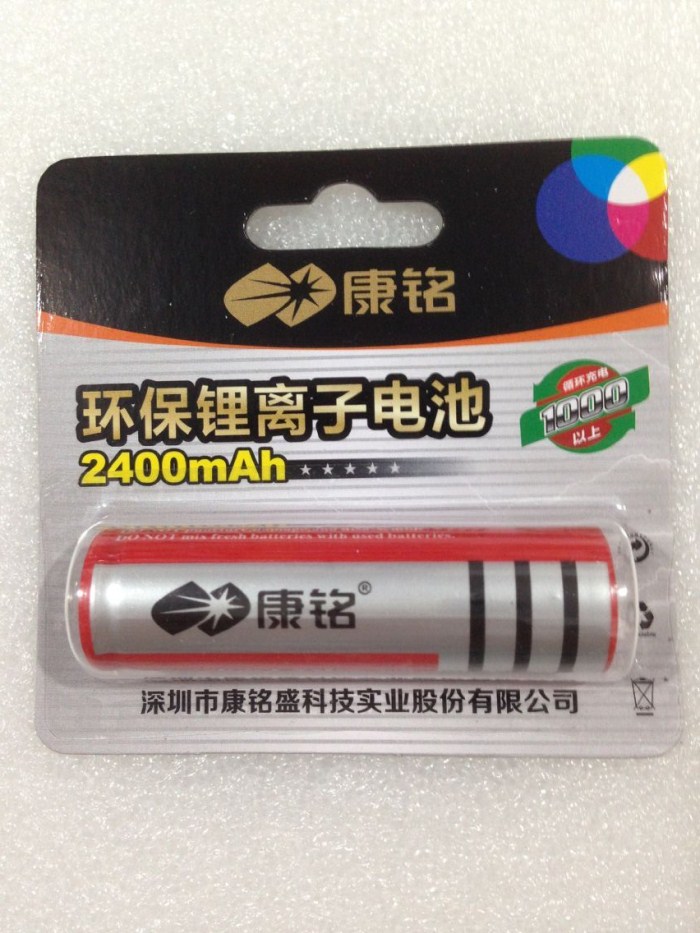 康铭
环保锂离子电池
2400mAh
循环充电
1000
以上
DO NOT mix fresh batteries with used batteries.
康铭®
深圳市康铭盛科技实业股份有限公司